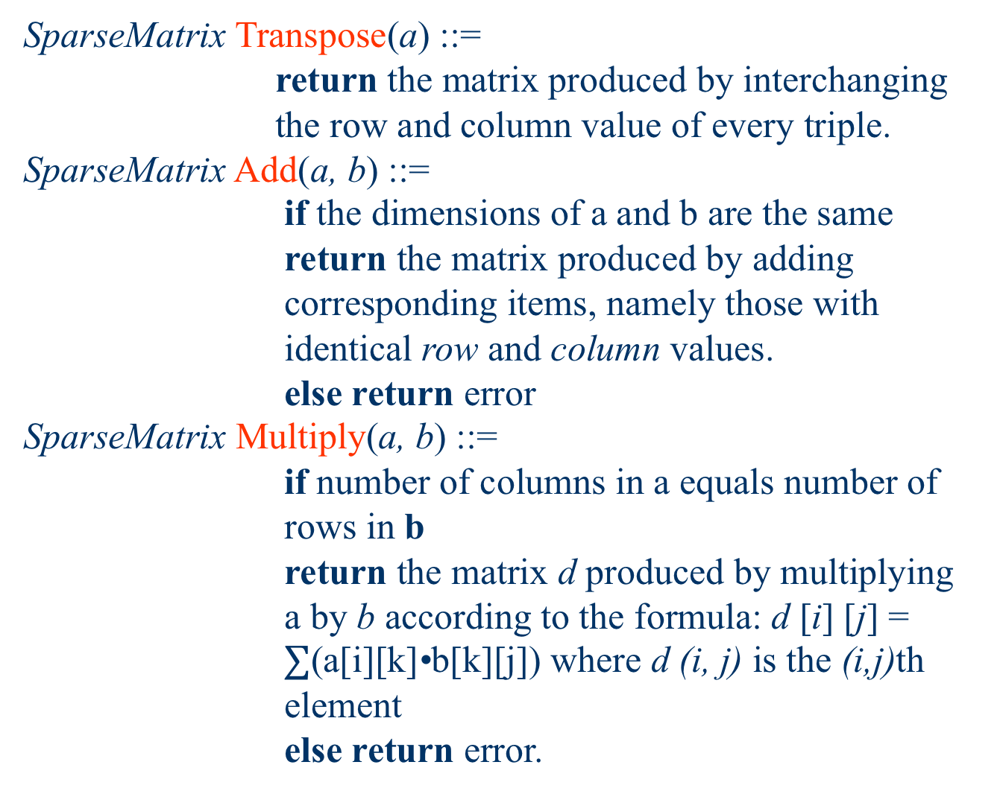 SparseMatrix Transpose(a) ::=
return the matrix produced by interchanging
the row and column value of every triple.
SparseMatrix Add(a, b) ::=
if the dimensions of a and b are the same
return the matrix produced by adding
corresponding items, namely those with
identical row and column values.
else return error
SparseMatrix Multiply(a, b) ::=
if number of columns in a equals number of
rows in b
return the matrix d produced by multiplying
a by b according to the formula: d [i] [j] =
∑(a[i][k]•b[k][j]) where d (i, j) is the (i,j)th
element
else return error.